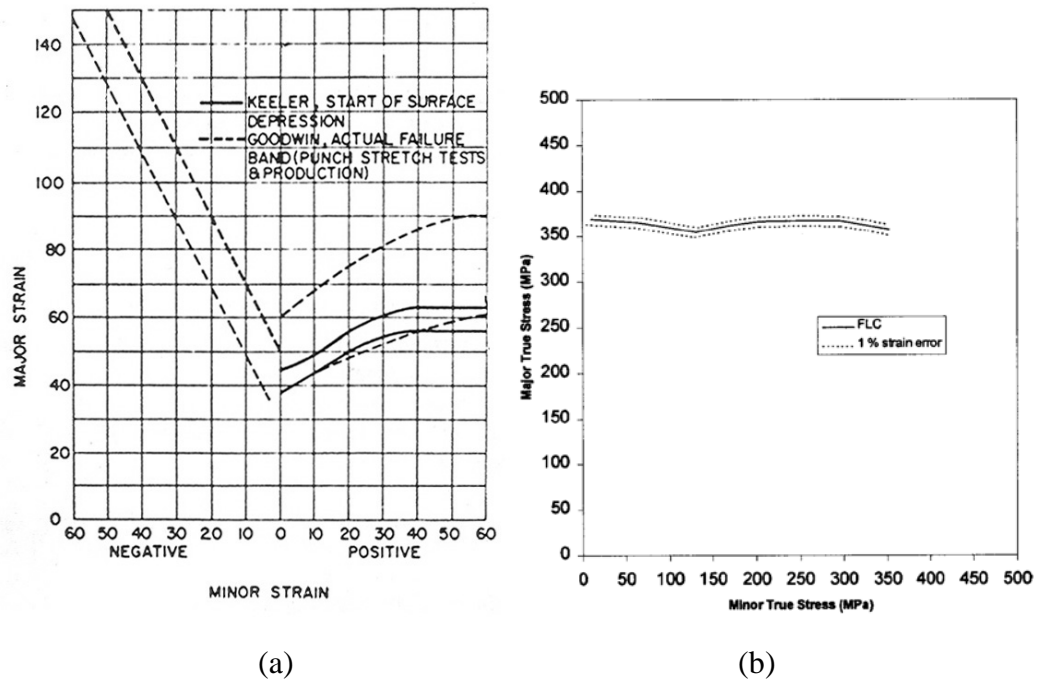 140
120
100
80
60
40
20
0
MAJOR STRAIN
KEELER, START OF SURFACE
DEPRESSION
GOODWIN, ACTUAL FAILURE
BAND (PUNCH STRETCH TESTS
& PRODUCTION)
60 50 40 30 20 10 0 10 20 30 40 50 60
NEGATIVE POSITIVE
MINOR STRAIN
(a)
500
450
400
350
300
250
200
150
100
50
0
Major True Stress (MPa)
FLC
1 % strain error
0 50 100 150 200 250 300 350 400 450 500
Minor True Stress (MPa)
(b)